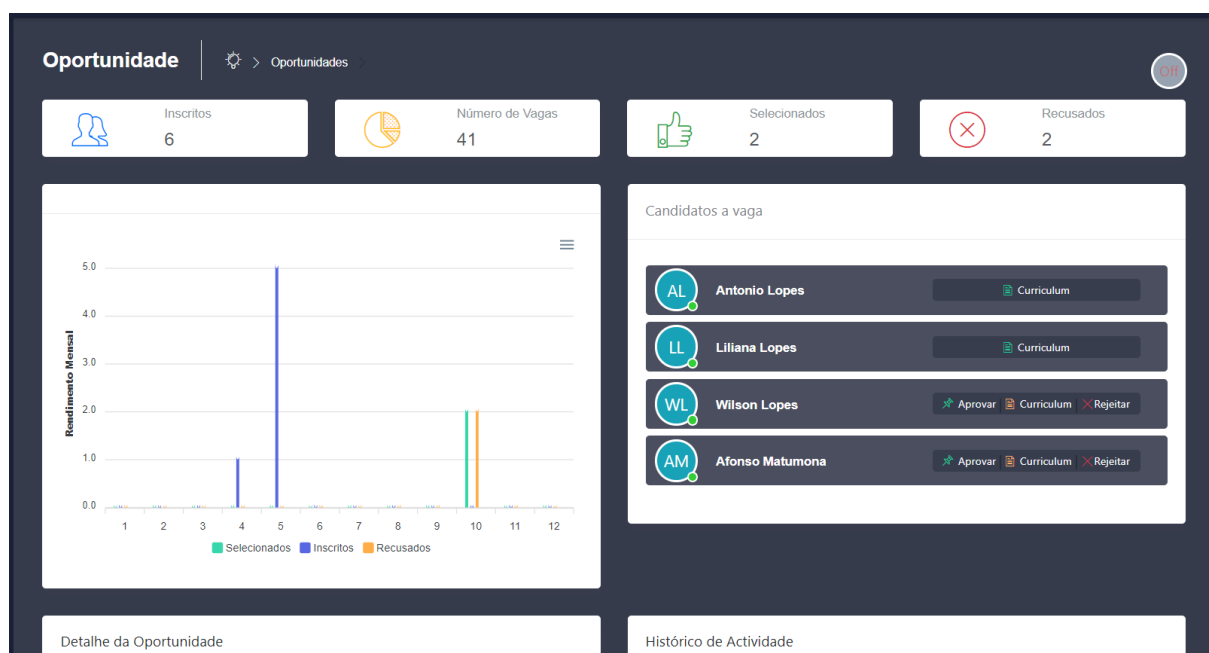 Oportunidade
Oportunidades
Off
Inscritos
6
Número de Vagas
41
Selecionados
2
Recusados
2
Rendimento Mensal
5.0
4.0
3.0
2.0
1.0
0.0
1 2 3 4 5 6 7 8 9 10 11 12
Selecionados Inscritos Recusados
Candidatos a vaga
AL Antonio Lopes Curriculum
LL Liliana Lopes Curriculum
WL Wilson Lopes Aprovar Curriculum Rejeitar
AM Afonso Matumona Aprovar Curriculum Rejeitar
Detalhe da Oportunidade
Histórico de Actividade